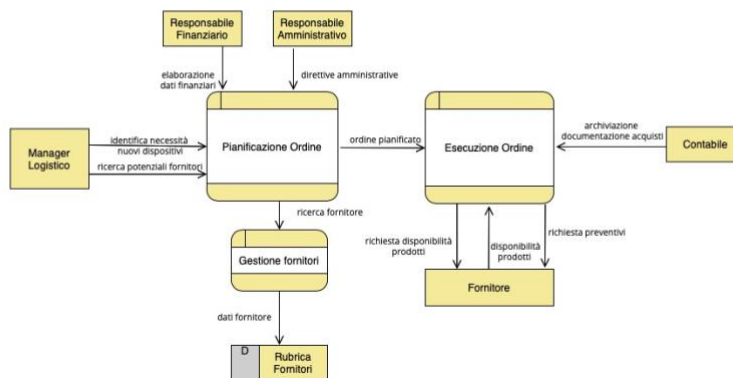 Responsabile
Finanziario
Responsabile
Amministrativo
elaborazione
dati finanziari
direttive amministrative
Manager
Logistico
identifica necessità
nuovi dispositivi
ricerca potenziali fornitori
Pianificazione Ordine
ordine pianificato
Esecuzione Ordine
archiviazione
documentazione acquisti
Contabile
ricerca fornitore
Gestione fornitori
richiesta disponibilità
prodotti
disponibilità
prodotti
richiesta preventivi
Fornitore
dati fornitore
D
Rubrica
Fornitori